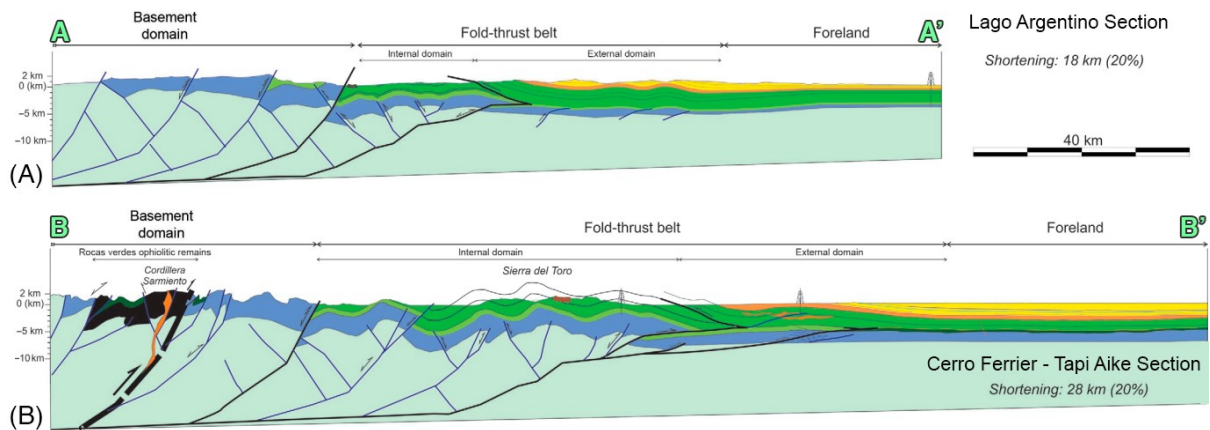 A
Basement
domain
Fold-thrust belt
Foreland
A'
Lago Argentino Section
Internal domain
External domain
Shortening: 18 km (20%)
2 km
0 (km)
−5 km
−10 km
40 km
(A)
B
Basement
domain
Fold-thrust belt
Foreland
B'
Rocas verdes ophiolitic remains
Internal domain
External domain
Cordillera
Sarmiento
Sierra del Toro
2 km
0 (km)
−5 km
−10 km
Cerro Ferrier - Tapi Aike Section
Shortening: 28 km (20%)
(B)